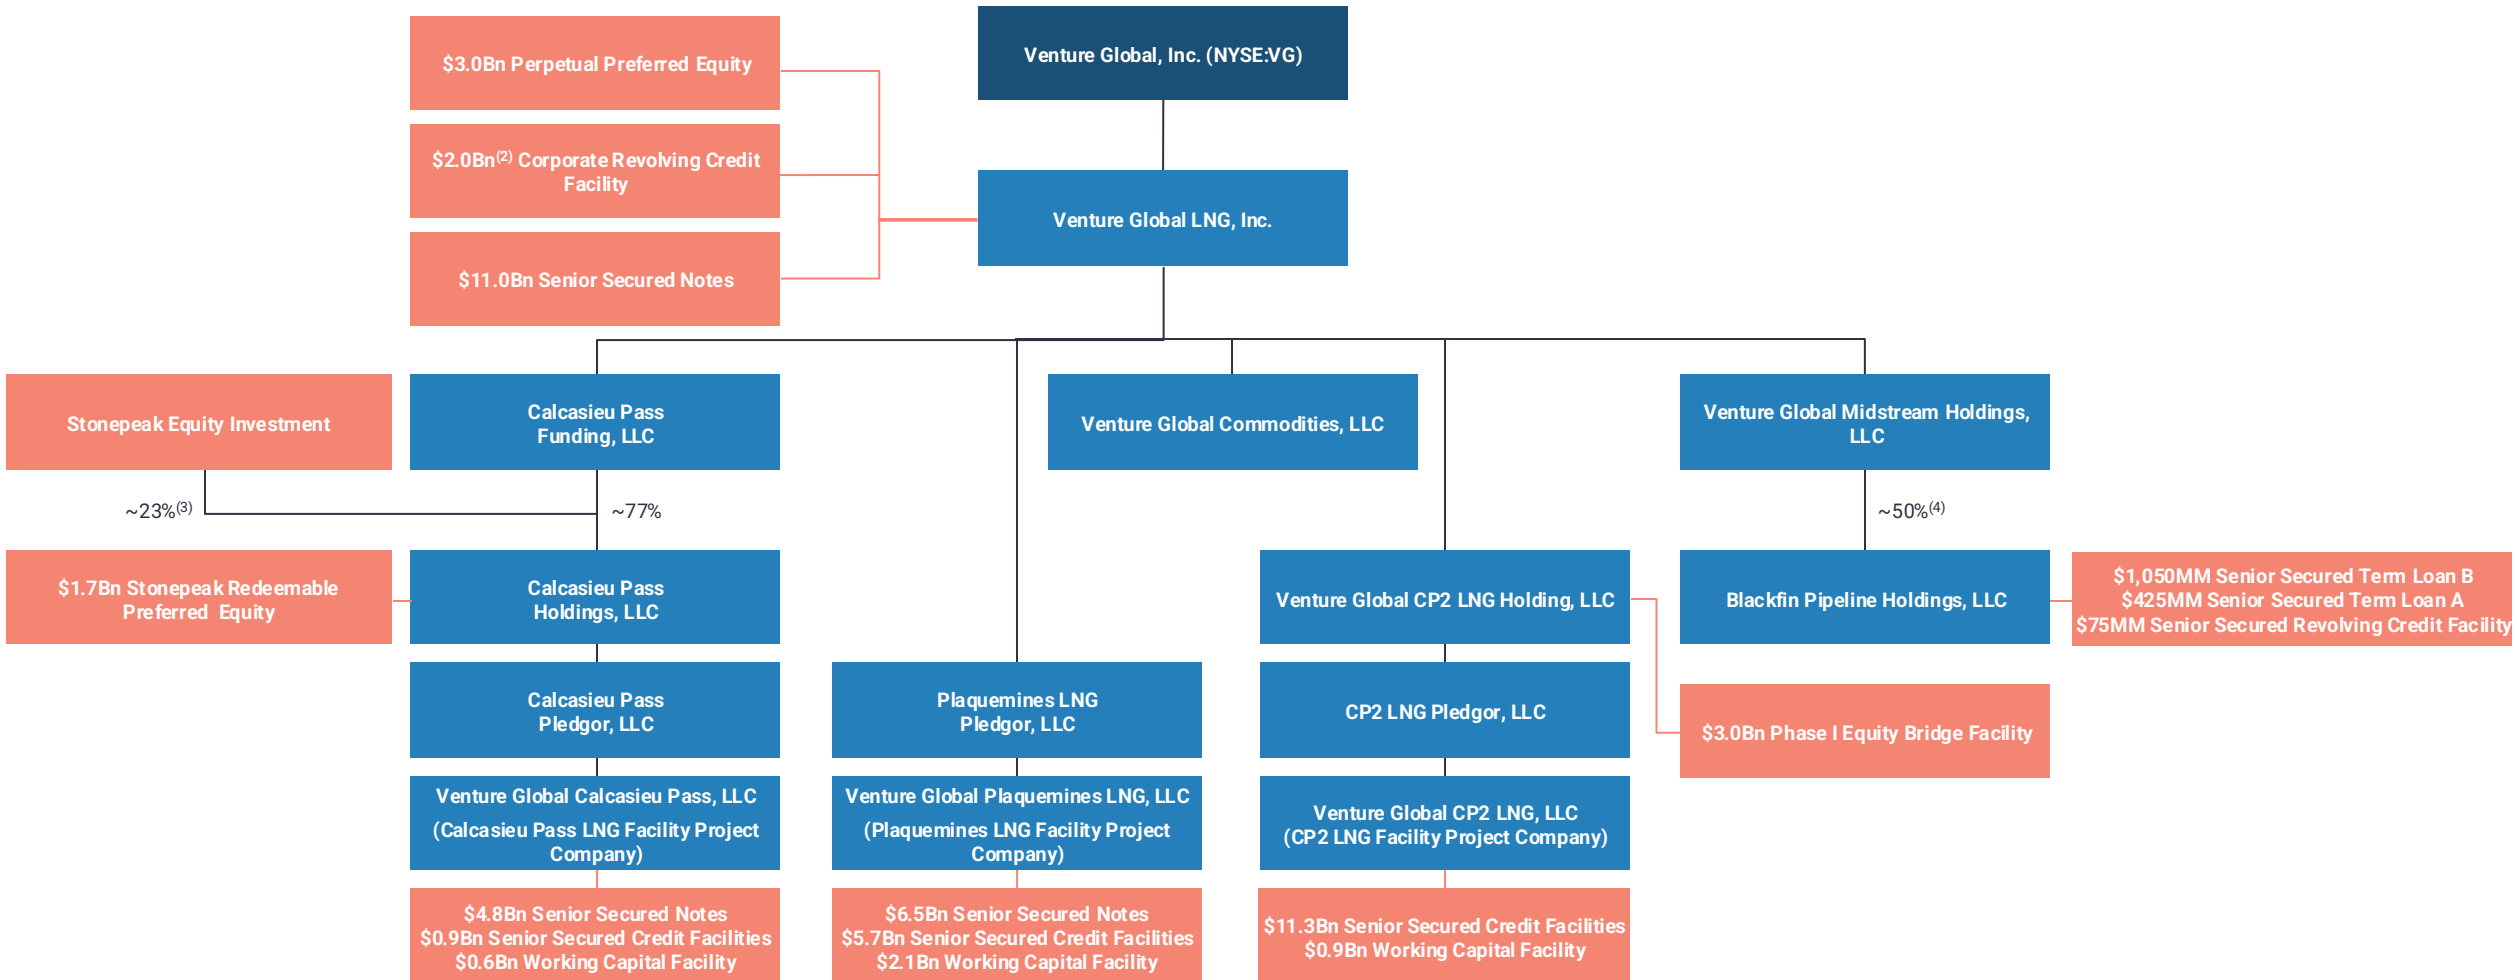 $3.0Bn Perpetual Preferred Equity
Venture Global, Inc. (NYSE:VG)
$2.0Bn(2) Corporate Revolving Credit
Facility
Venture Global LNG, Inc.
$11.0Bn Senior Secured Notes
Stonepeak Equity Investment
Calcasieu Pass
Funding, LLC
Venture Global Commodities, LLC
Venture Global Midstream Holdings,
LLC
~23%(3)
~77%
~50%(4)
$1.7Bn Stonepeak Redeemable
Preferred Equity
Calcasieu Pass
Holdings, LLC
Venture Global CP2 LNG Holding, LLC
Blackfin Pipeline Holdings, LLC
$1,050MM Senior Secured Term Loan B
$425MM Senior Secured Term Loan A
$75MM Senior Secured Revolving Credit Facility
Calcasieu Pass
Pledgor, LLC
Plaquemines LNG
Pledgor, LLC
CP2 LNG Pledgor, LLC
$3.0Bn Phase I Equity Bridge Facility
Venture Global Calcasieu Pass, LLC
(Calcasieu Pass LNG Facility Project
Company)
Venture Global Plaquemines LNG, LLC
(Plaquemines LNG Facility Project
Company)
Venture Global CP2 LNG, LLC
(CP2 LNG Facility Project Company)
$4.8Bn Senior Secured Notes
$0.9Bn Senior Secured Credit Facilities
$0.6Bn Working Capital Facility
$6.5Bn Senior Secured Notes
$5.7Bn Senior Secured Credit Facilities
$2.1Bn Working Capital Facility
$11.3Bn Senior Secured Credit Facilities
$0.9Bn Working Capital Facility